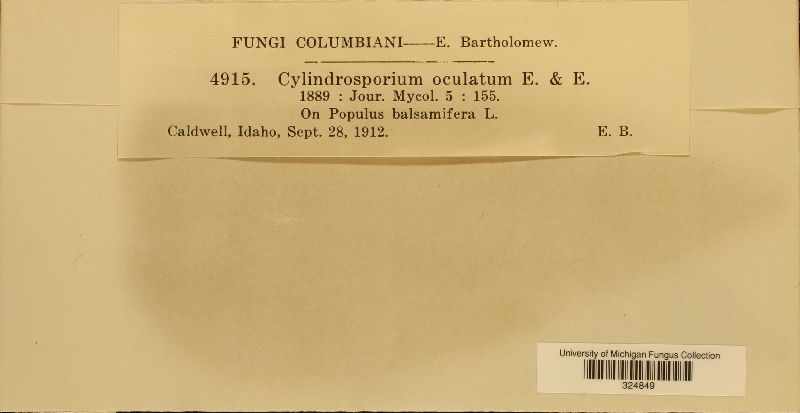 FUNGI COLUMBIANI——E. Bartholomew.
4915. Cylindrosporium oculatum E. & E.
1889 : Jour. Mycol. 5 : 155.
On Populus balsamifera L.
Caldwell, Idaho, Sept. 28, 1912. E. B.
University of Michigan Fungus Collection
324849